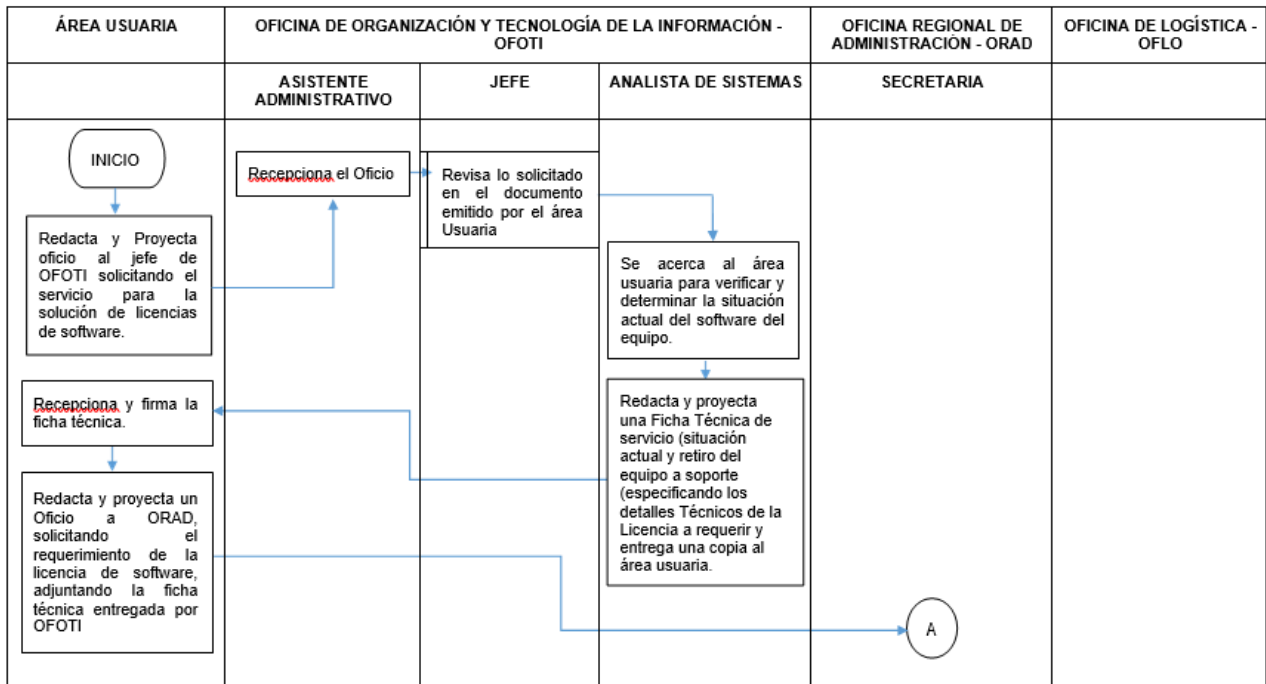 ÁREA USUARIA
OFICINA DE ORGANIZACIÓN Y TECNOLOGÍA DE LA INFORMACIÓN -
OFOTI
OFICINA REGIONAL DE
ADMINISTRACIÓN - ORAD
OFICINA DE LOGÍSTICA -
OFLO
ASISTENTE
ADMINISTRATIVO
JEFE
ANALISTA DE SISTEMAS
SECRETARIA
INICIO
Redacta y Proyecta
oficio al jefe de
OFOTI solicitando el
servicio para la
solución de licencias
de software.
Recepciona el Oficio
Revisa lo solicitado
en el documento
emitido por el área
Usuaria
Se acerca al área
usuaria para verificar y
determinar la situación
actual del software del
equipo.
Redacta y proyecta
una Ficha Técnica de
servicio (situación
actual y retiro del
equipo a soporte
(especificando los
detalles Técnicos de la
Licencia a requerir y
entrega una copia al
área usuaria.
Recepciona y firma la
ficha técnica.
Redacta y proyecta un
Oficio a ORAD,
solicitando el
requerimiento de la
licencia de software,
adjuntando la ficha
técnica entregada por
OFOTI
A